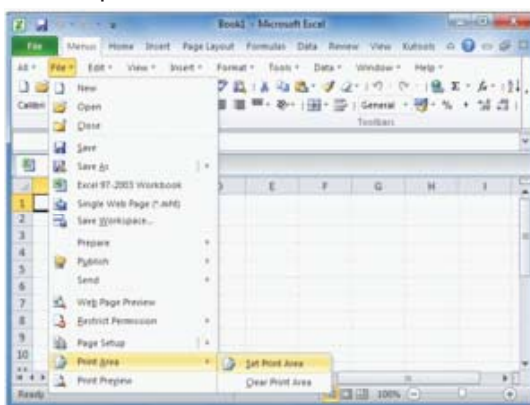 Book1 - Microsoft Excel
File Menus Home Insert Page Layout Formulas Data Review View Kutools
All File Edit View Insert Format Tools Data Window Help
Calibri General %
Toolbars
New
Open
Close
Save
Save As
Excel 97-2003 Workbook
Single Web Page (*.mht)
Save Workspace...
Prepare
Publish
Send
Web Page Preview
Restrict Permission
Page Setup
Print Area
Set Print Area
Print Preview
Clear Print Area
E F G H I
1
2
3
4
5
6
7
8
9
10
Ready 100%